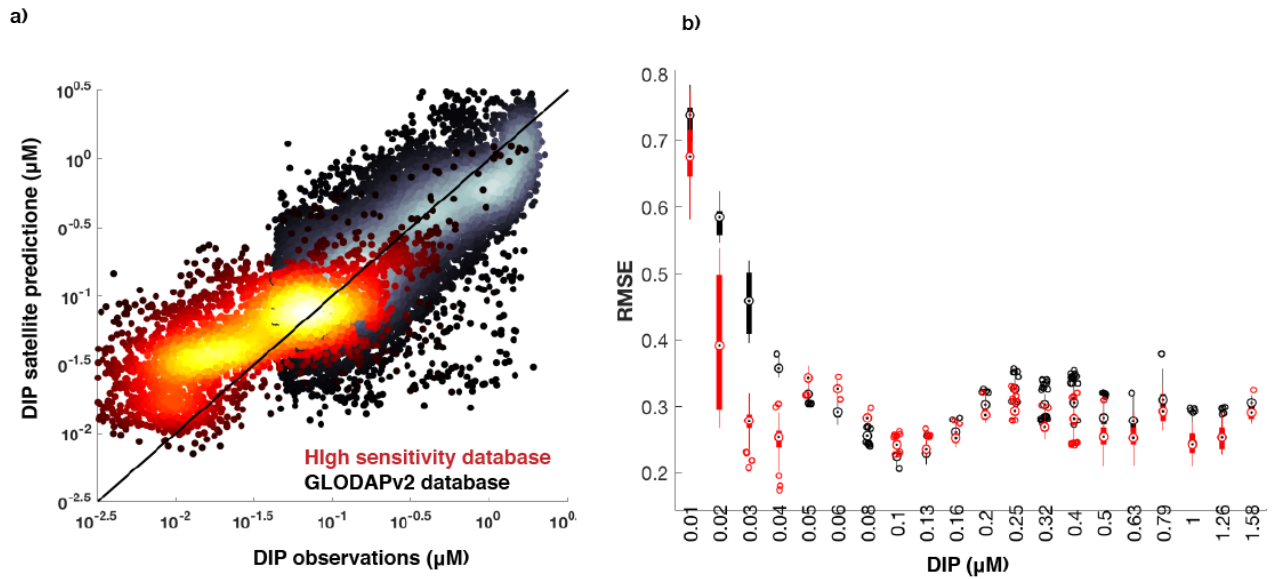 a)
DIP satellite predictione (µM)
10^0.5
10^0
0^-0.5
10^-1
0^-1.5
10^-2
0^-2.5
HIgh sensitivity database
GLODAPv2 database
10^-2.5 10^-2 10^-1.5 10^-1 10^-0.5 10^0 10^0.
DIP observations (µM)
b)
RMSE
0.8
0.7
0.6
0.5
0.4
0.3
0.2
0.01 0.02 0.03 0.04 0.05 0.06 0.08 0.1 0.13 0.16 0.2 0.25 0.32 0.4 0.5 0.63 0.79 1 1.26 1.58
DIP (µM)